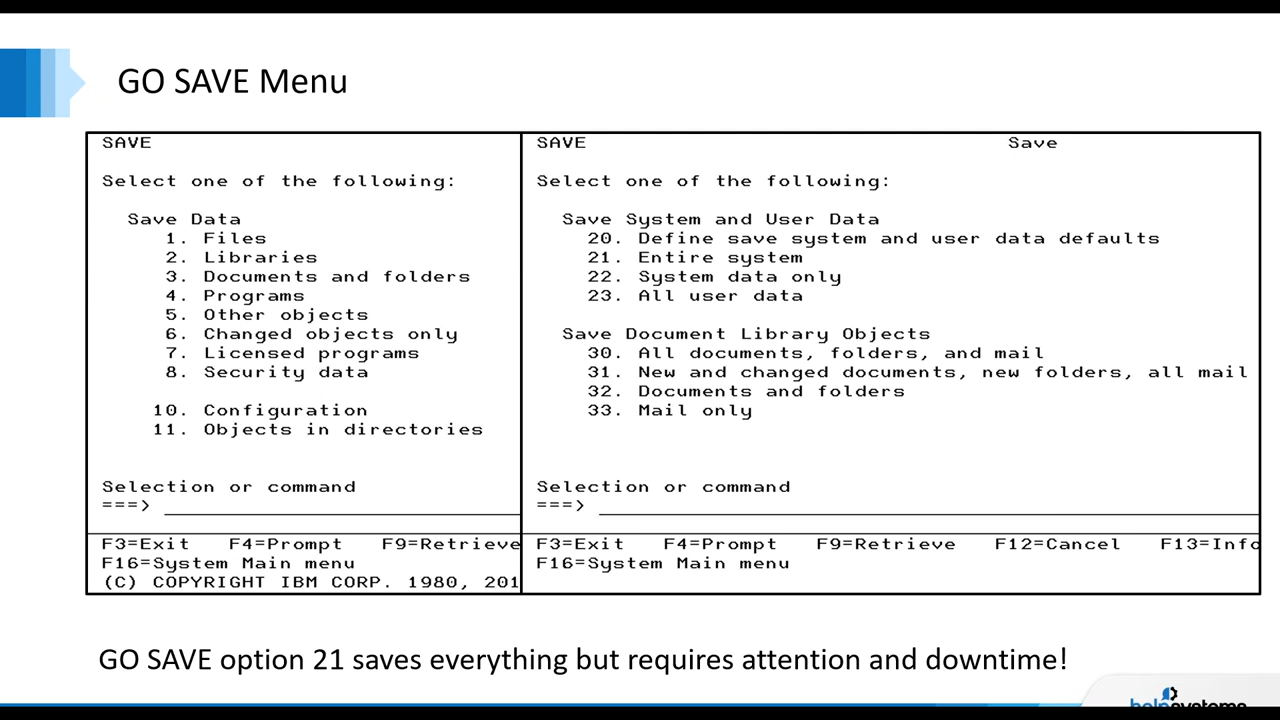 GO SAVE Menu
SAVE
Select one of the following:
Save Data
1. Files
2. Libraries
3. Documents and folders
4. Programs
5. Other objects
6. Changed objects only
7. Licensed programs
8. Security data
10. Configuration
11. Objects in directories
Selection or command
===>
F3=Exit F4=Prompt F9=Retrieve
F16=System Main menu
(C) COPYRIGHT IBM CORP. 1980, 201
SAVE Save
Select one of the following:
Save System and User Data
20. Define save system and user data defaults
21. Entire system
22. System data only
23. All user data
Save Document Library Objects
30. All documents, folders, and mail
31. New and changed documents, new folders, all mail
32. Documents and folders
33. Mail only
Selection or command
===>
F3=Exit F4=Prompt F9=Retrieve F12=Cancel F13=Info
F16=System Main menu
GO SAVE option 21 saves everything but requires attention and downtime!